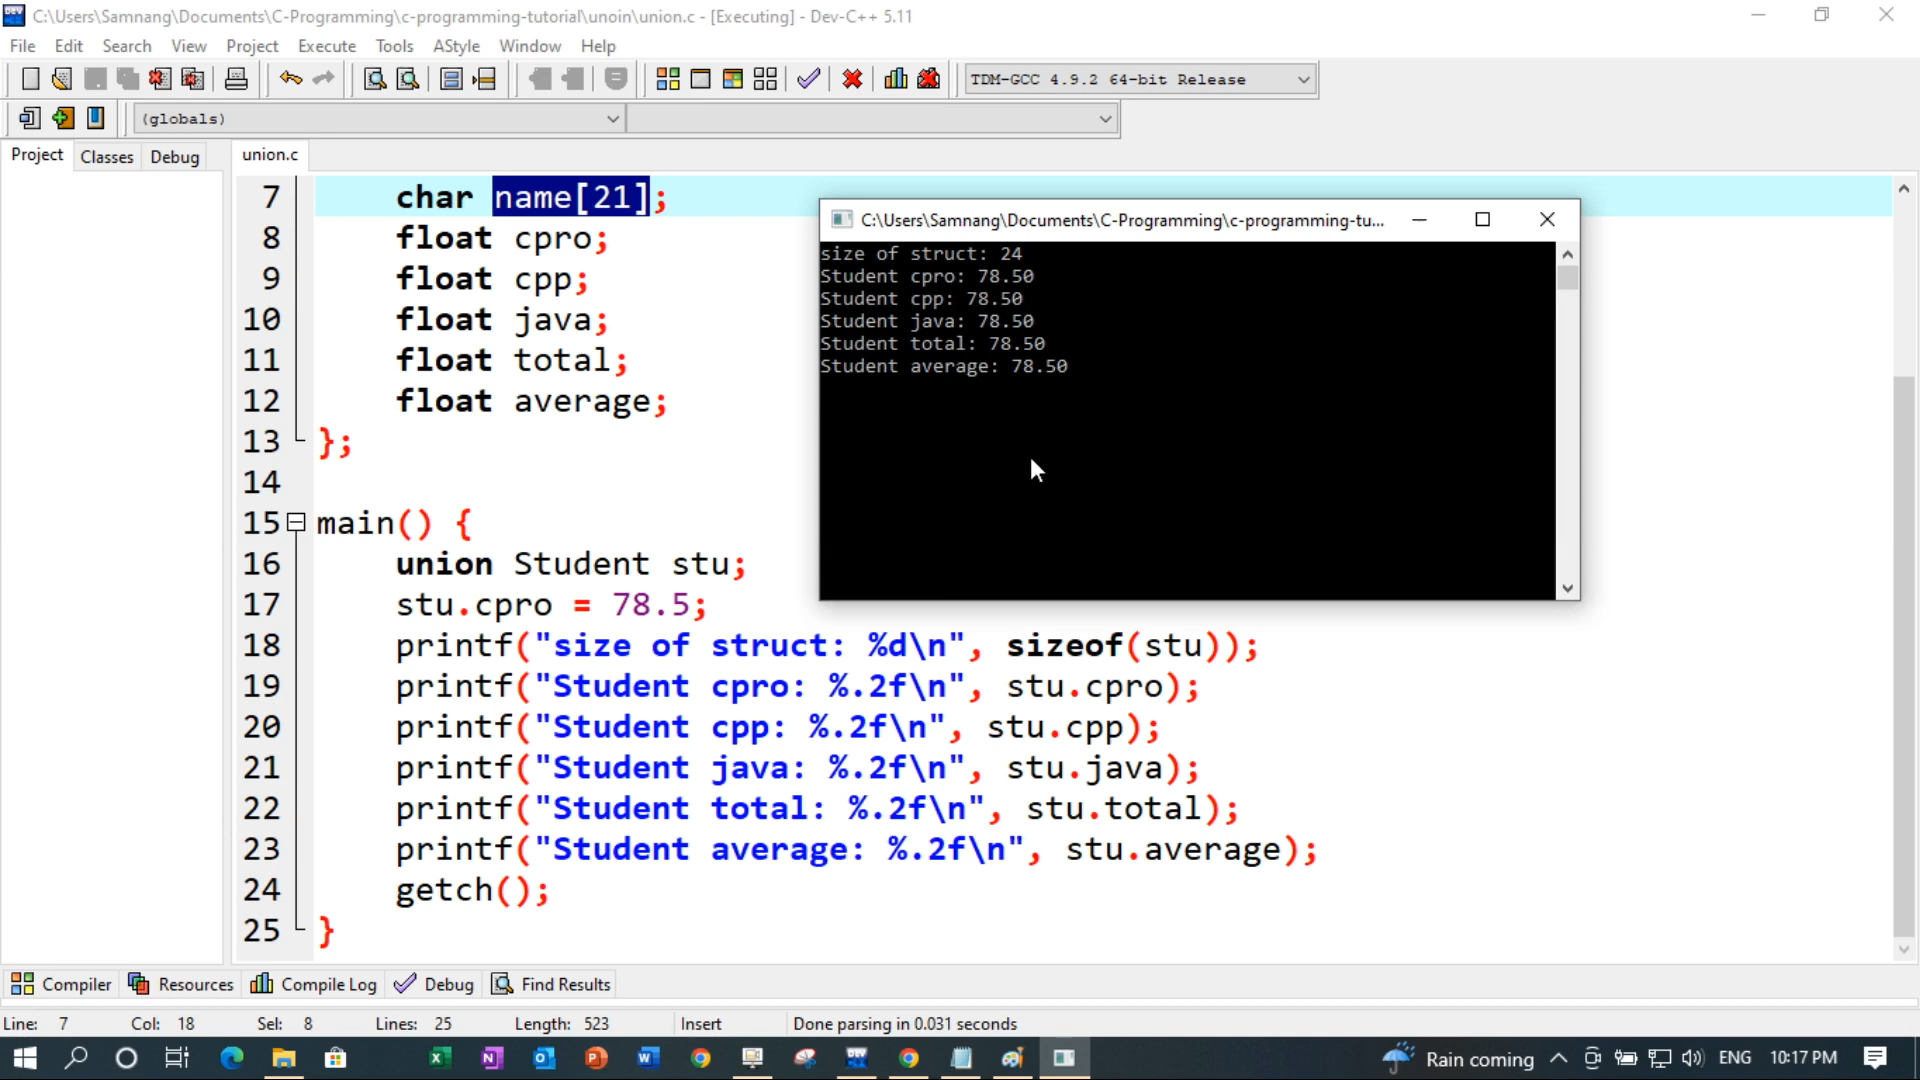 C:\Users\Samnang\Documents\C-Programming\c-programming-tutorial\unoin\union.c - [Executing] - Dev-C++ 5.11
File Edit Search View Project Execute Tools AStyle Window Help
TDM-GCC 4.9.2 64-bit Release
(globals)
Project Classes Debug
union.c
7 char name[21];
8 float cpro;
9 float cpp;
10 float java;
11 float total;
12 float average;
13 };
14
15 main() {
16 union Student stu;
17 stu.cpro = 78.5;
18 printf("size of struct: %d\n", sizeof(stu));
19 printf("Student cpro: %.2f\n", stu.cpro);
20 printf("Student cpp: %.2f\n", stu.cpp);
21 printf("Student java: %.2f\n", stu.java);
22 printf("Student total: %.2f\n", stu.total);
23 printf("Student average: %.2f\n", stu.average);
24 getch();
25 }
C:\Users\Samnang\Documents\C-Programming\c-programming-tu...
size of struct: 24
Student cpro: 78.50
Student cpp: 78.50
Student java: 78.50
Student total: 78.50
Student average: 78.50
Compiler Resources Compile Log Debug Find Results
Line: 7 Col: 18 Sel: 8 Lines: 25 Length: 523 Insert Done parsing in 0.031 seconds
Rain coming ENG 10:17 PM